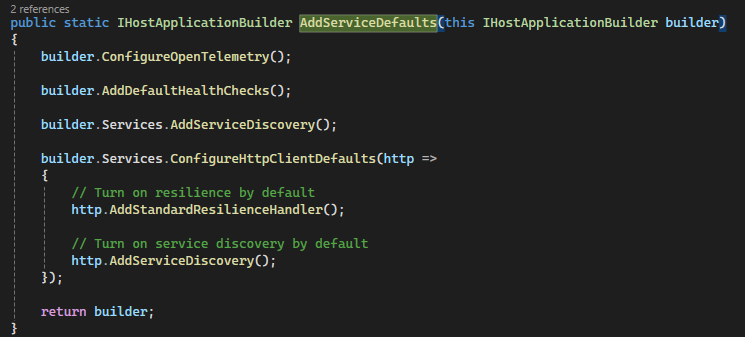 2 references
public static IHostApplicationBuilder AddServiceDefaults(this IHostApplicationBuilder builder)
{
builder.ConfigureOpenTelemetry();
builder.AddDefaultHealthChecks();
builder.Services.AddServiceDiscovery();
builder.Services.ConfigureHttpClientDefaults(http =>
{
// Turn on resilience by default
http.AddStandardResilienceHandler();
// Turn on service discovery by default
http.AddServiceDiscovery();
});
return builder;
}